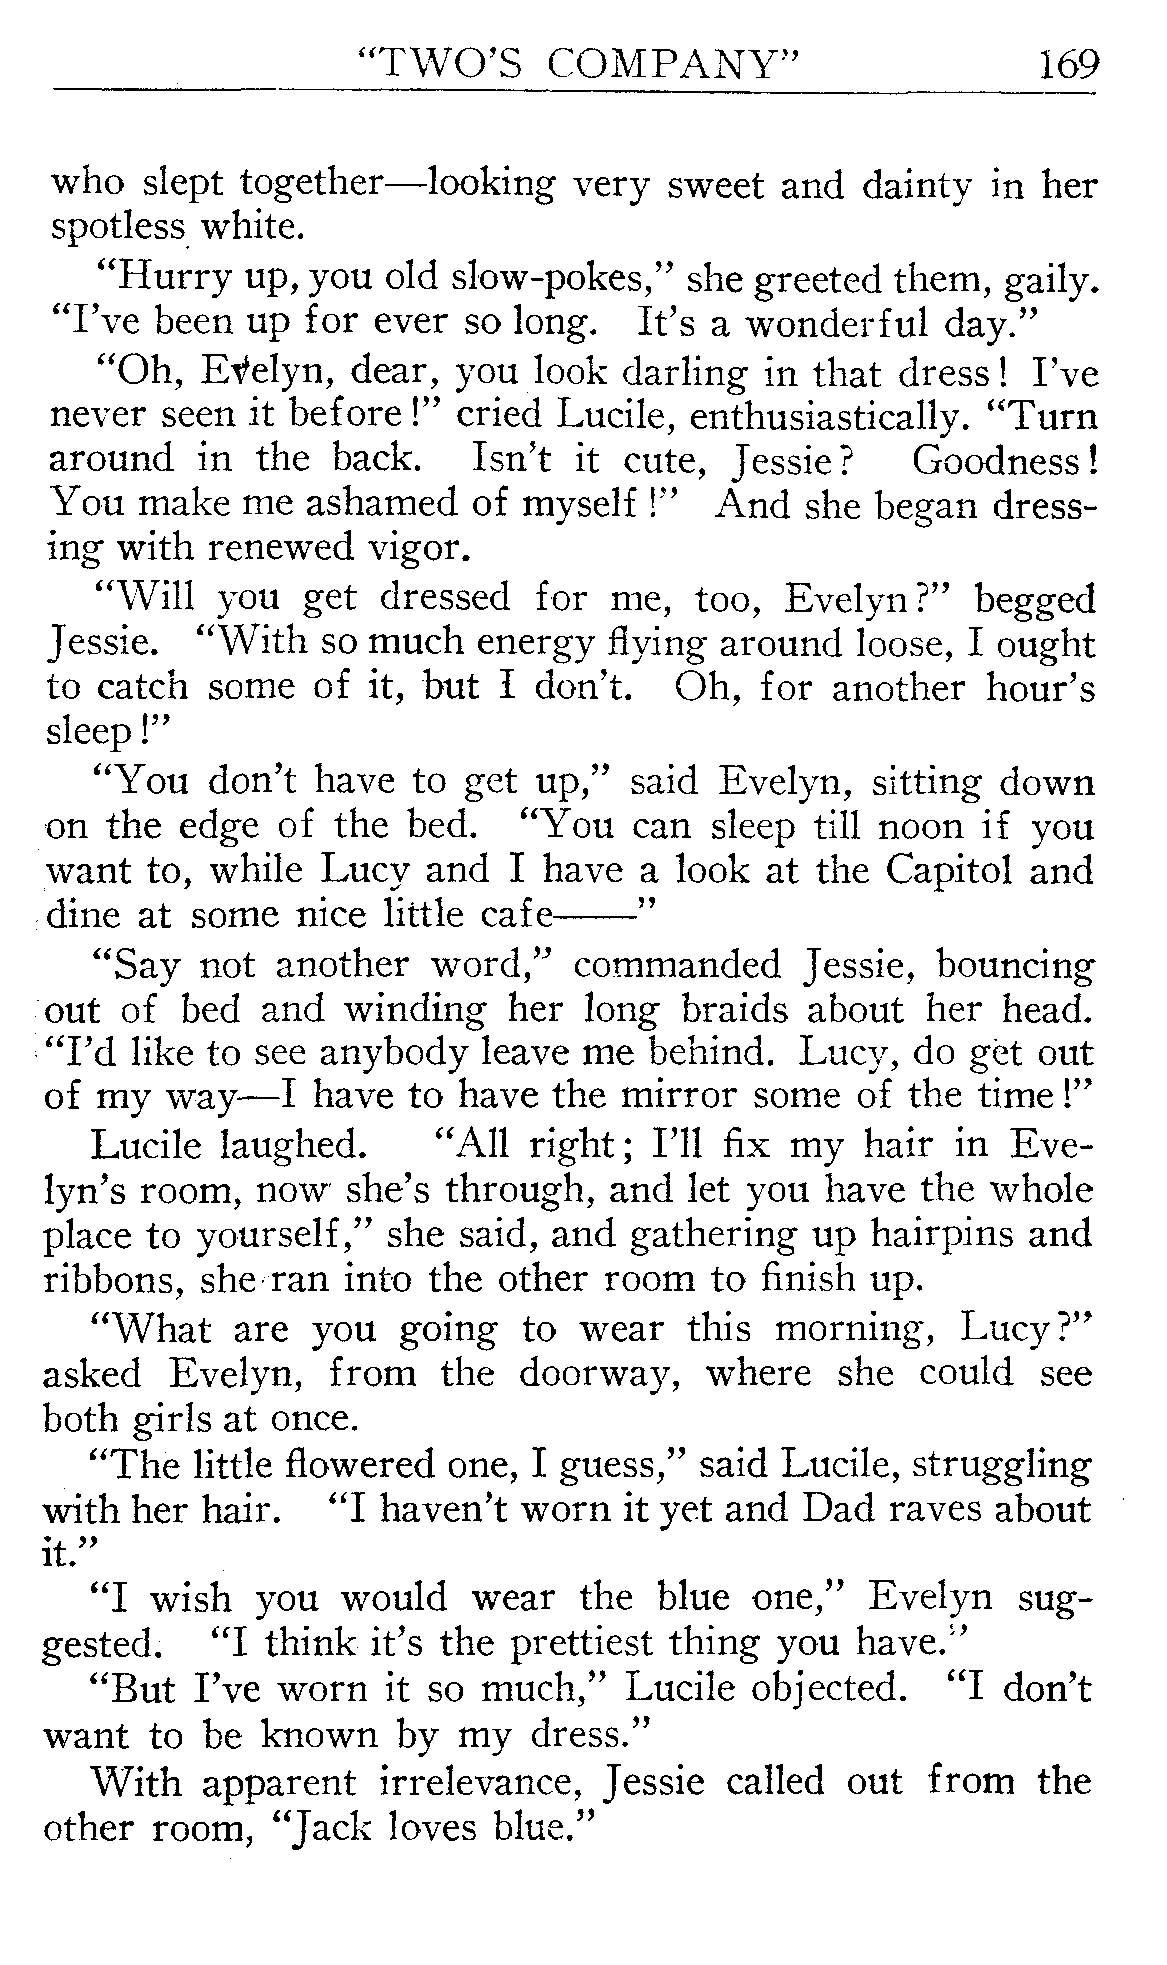 “TWO’S COMPANY” 169
who slept together—looking very sweet and dainty in her
spotless white.
“Hurry up, you old slow-pokes,” she greeted them, gaily.
“I’ve been up for ever so long. It’s a wonderful day.”
“Oh, Evelyn, dear, you look darling in that dress! I’ve
never seen it before!” cried Lucile, enthusiastically. “Turn
around in the back. Isn’t it cute, Jessie? Goodness!
You make me ashamed of myself!” And she began dress-
ing with renewed vigor.
“Will you get dressed for me, too, Evelyn?” begged
Jessie. “With so much energy flying around loose, I ought
to catch some of it, but I don’t. Oh, for another hour’s
sleep!”
“You don’t have to get up,” said Evelyn, sitting down
on the edge of the bed. “You can sleep till noon if you
want to, while Lucy and I have a look at the Capitol and
dine at some nice little cafe——”
“Say not another word,” commanded Jessie, bouncing
out of bed and winding her long braids about her head.
“I’d like to see anybody leave me behind. Lucy, do get out
of my way—I have to have the mirror some of the time!”
Lucile laughed. “All right; I’ll fix my hair in Eve-
lyn’s room, now she’s through, and let you have the whole
place to yourself,” she said, and gathering up hairpins and
ribbons, she ran into the other room to finish up.
“What are you going to wear this morning, Lucy?”
asked Evelyn, from the doorway, where she could see
both girls at once.
“The little flowered one, I guess,” said Lucile, struggling
with her hair. “I haven’t worn it yet and Dad raves about
it.”
“I wish you would wear the blue one,” Evelyn sug-
gested. “I think it’s the prettiest thing you have.”
“But I’ve worn it so much,” Lucile objected. “I don’t
want to be known by my dress.”
With apparent irrelevance, Jessie called out from the
other room, “Jack loves blue.”